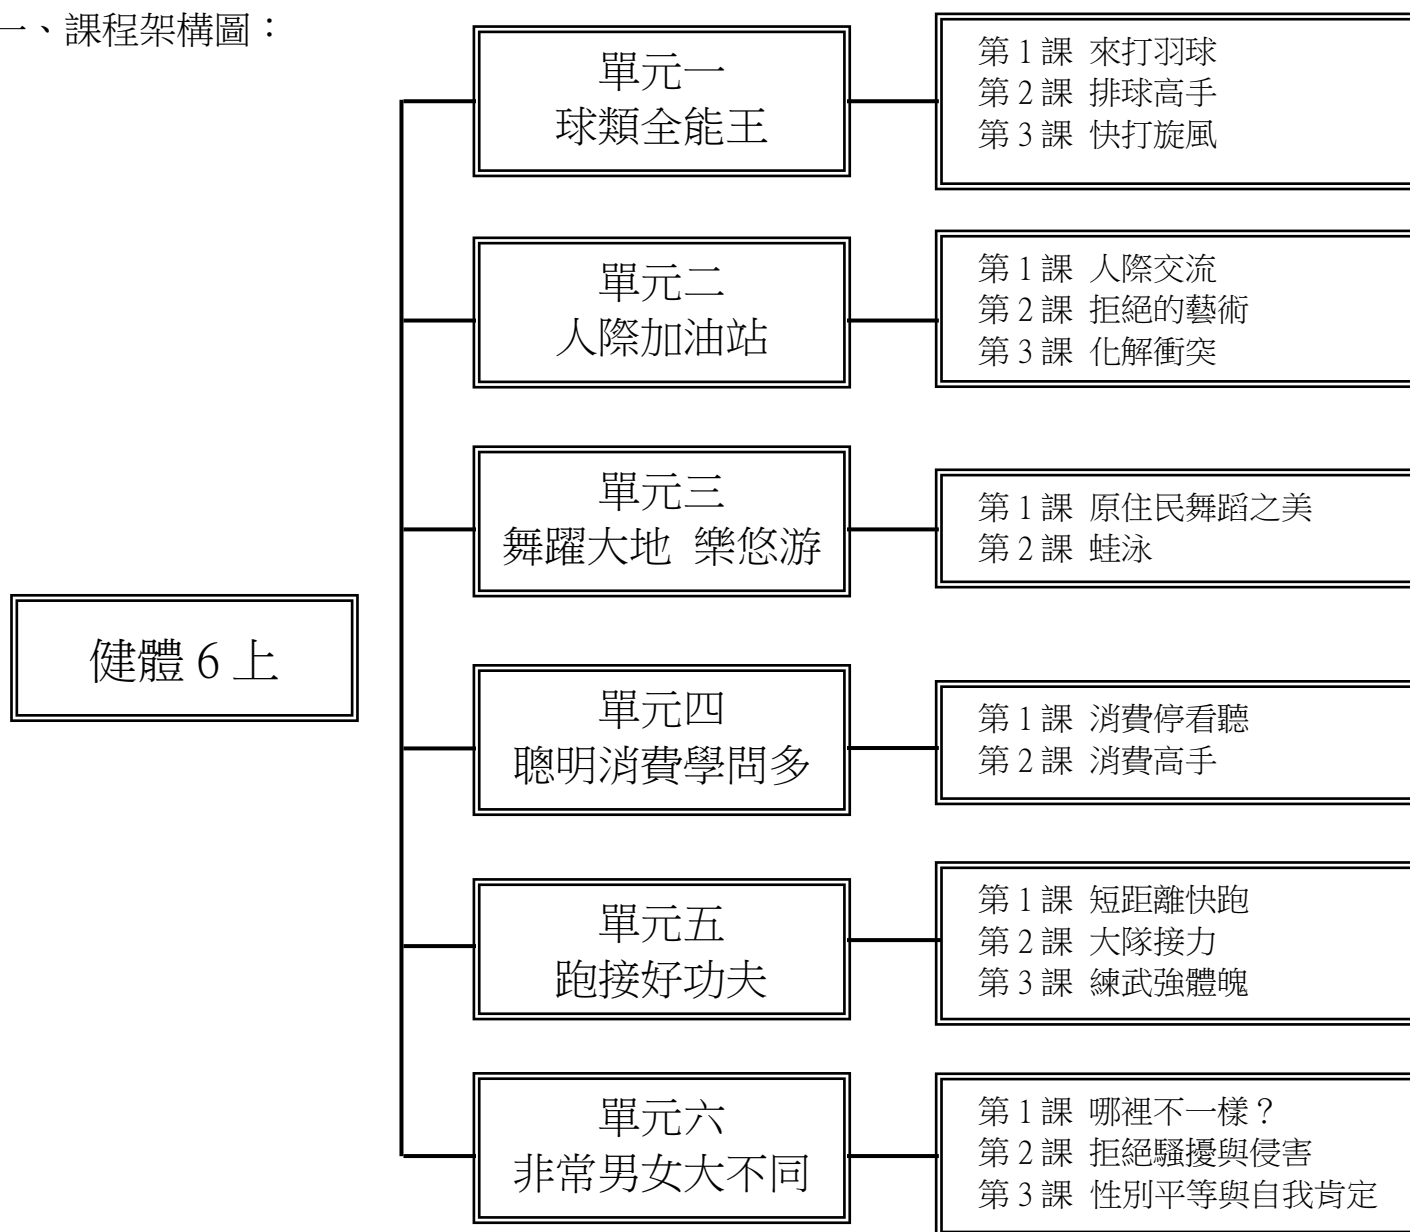 一、課程架構圖：
健體 6 上
單元一
球類全能王
第 1 課 來打羽球
第 2 課 排球高手
第 3 課 快打旋風
單元二
人際加油站
第 1 課 人際交流
第 2 課 拒絕的藝術
第 3 課 化解衝突
單元三
舞躍大地 樂悠游
第 1 課 原住民舞蹈之美
第 2 課 蛙泳
單元四
聰明消費學問多
第 1 課 消費停看聽
第 2 課 消費高手
單元五
跑接好功夫
第 1 課 短距離快跑
第 2 課 大隊接力
第 3 課 練武強體魄
單元六
非常男女大不同
第 1 課 哪裡不一樣？
第 2 課 拒絕騷擾與侵害
第 3 課 性別平等與自我肯定